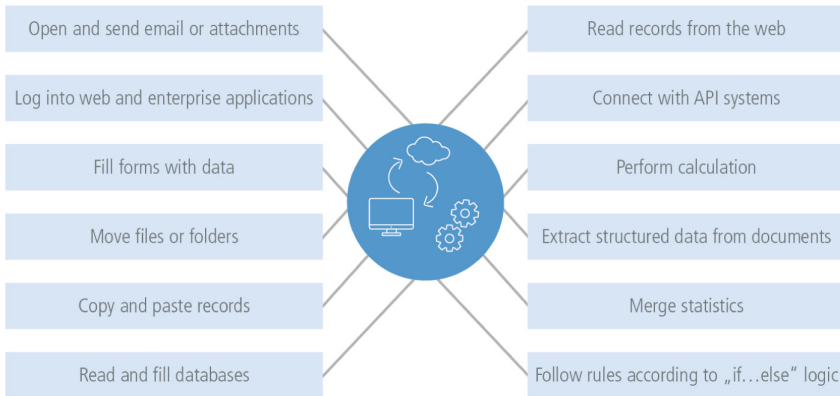 Open and send email or attachments
Log into web and enterprise applications
Fill forms with data
Move files or folders
Copy and paste records
Read and fill databases
Read records from the web
Connect with API systems
Perform calculation
Extract structured data from documents
Merge statistics
Follow rules according to „if...else“ logic